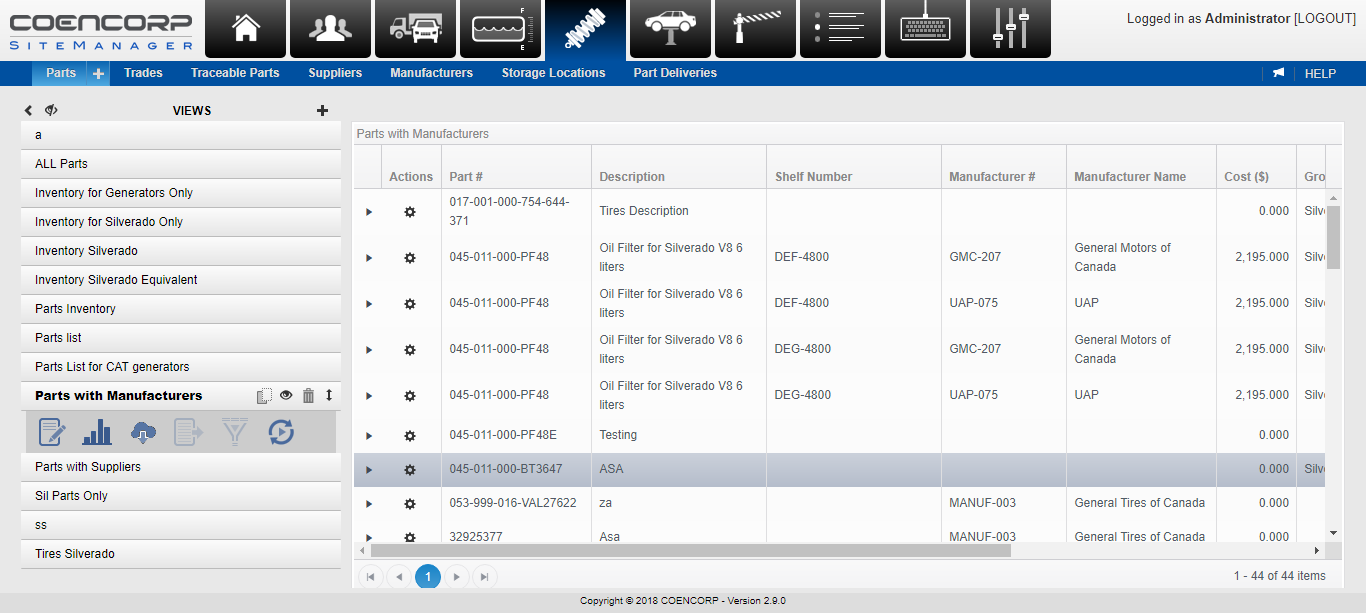 COENCORP
SITEMANAGER
F
E
Logged in as Administrator [LOGOUT]
Parts + Trades Traceable Parts Suppliers Manufacturers Storage Locations Part Deliveries HELP
VIEWS
a
ALL Parts
Inventory for Generators Only
Inventory for Silverado Only
Inventory Silverado
Inventory Silverado Equivalent
Parts Inventory
Parts list
Parts List for CAT generators
Parts with Manufacturers
Parts with Suppliers
Sil Parts Only
ss
Tires Silverado
Parts with Manufacturers
Actions Part # Description Shelf Number Manufacturer # Manufacturer Name Cost ($) Gro
017-001-000-754-644-
371 Tires Description 0.000 Silv
045-011-000-PF48 Oil Filter for Silverado V8 6
liters DEF-4800 GMC-207 General Motors of
Canada 2,195.000 Silv
045-011-000-PF48 Oil Filter for Silverado V8 6
liters DEF-4800 UAP-075 UAP 2,195.000 Silv
045-011-000-PF48 Oil Filter for Silverado V8 6
liters DEG-4800 GMC-207 General Motors of
Canada 2,195.000 Silv
045-011-000-PF48 Oil Filter for Silverado V8 6
liters DEG-4800 UAP-075 UAP 2,195.000 Silv
045-011-000-PF48E Testing 0.000
045-011-000-BT3647 ASA 0.000 Silv
053-999-016-VAL27622 za MANUF-003 General Tires of Canada 0.000
32925377 Asa MANUF-003 General Tires of Canada 0.000
1
1 - 44 of 44 items
Copyright © 2018 COENCORP - Version 2.9.0